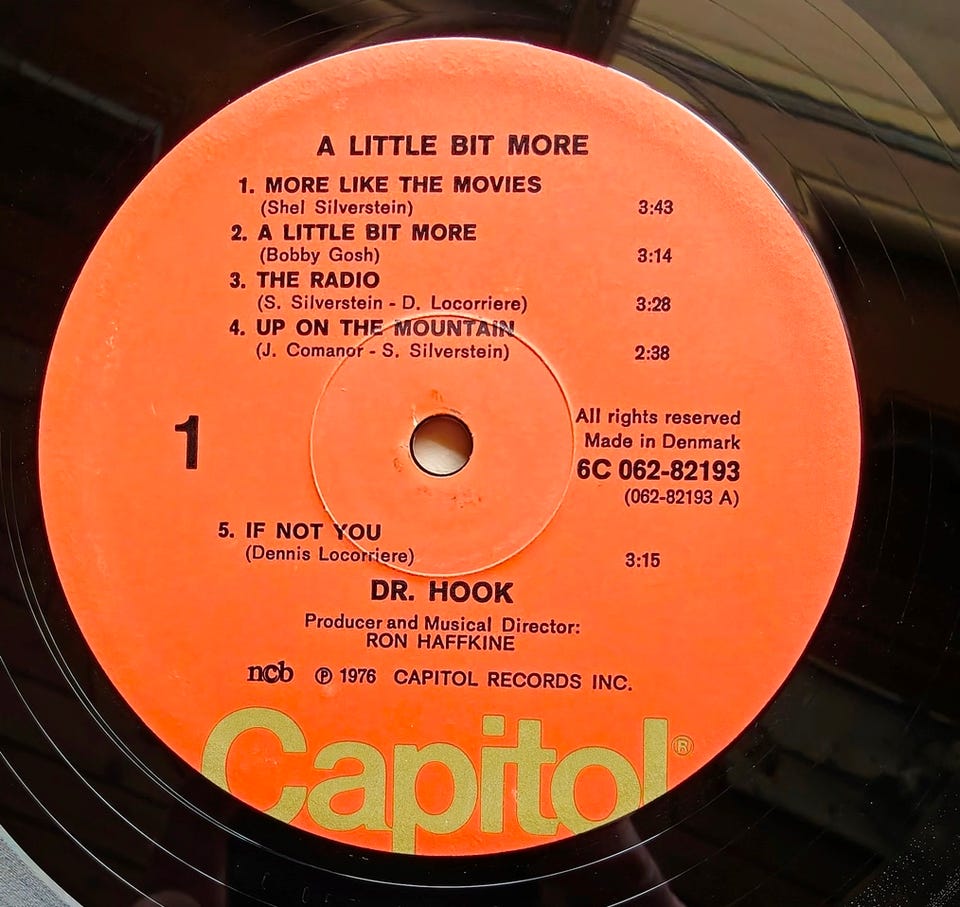 A LITTLE BIT MORE
1. MORE LIKE THE MOVIES
(Shel Silverstein) 3:43
2. A LITTLE BIT MORE
(Bobby Gosh) 3:14
3. THE RADIO
(S. Silverstein - D. Locorriere) 3:28
4. UP ON THE MOUNTAIN
(J. Comanor - S. Silverstein) 2:38
1
All rights reserved
Made in Denmark
6C 062-82193
(062-82193 A)
5. IF NOT YOU
(Dennis Locorriere) 3:15
DR. HOOK
Producer and Musical Director:
RON HAFFKINE
ncb ℗ 1976 CAPITOL RECORDS INC.
Capitol®